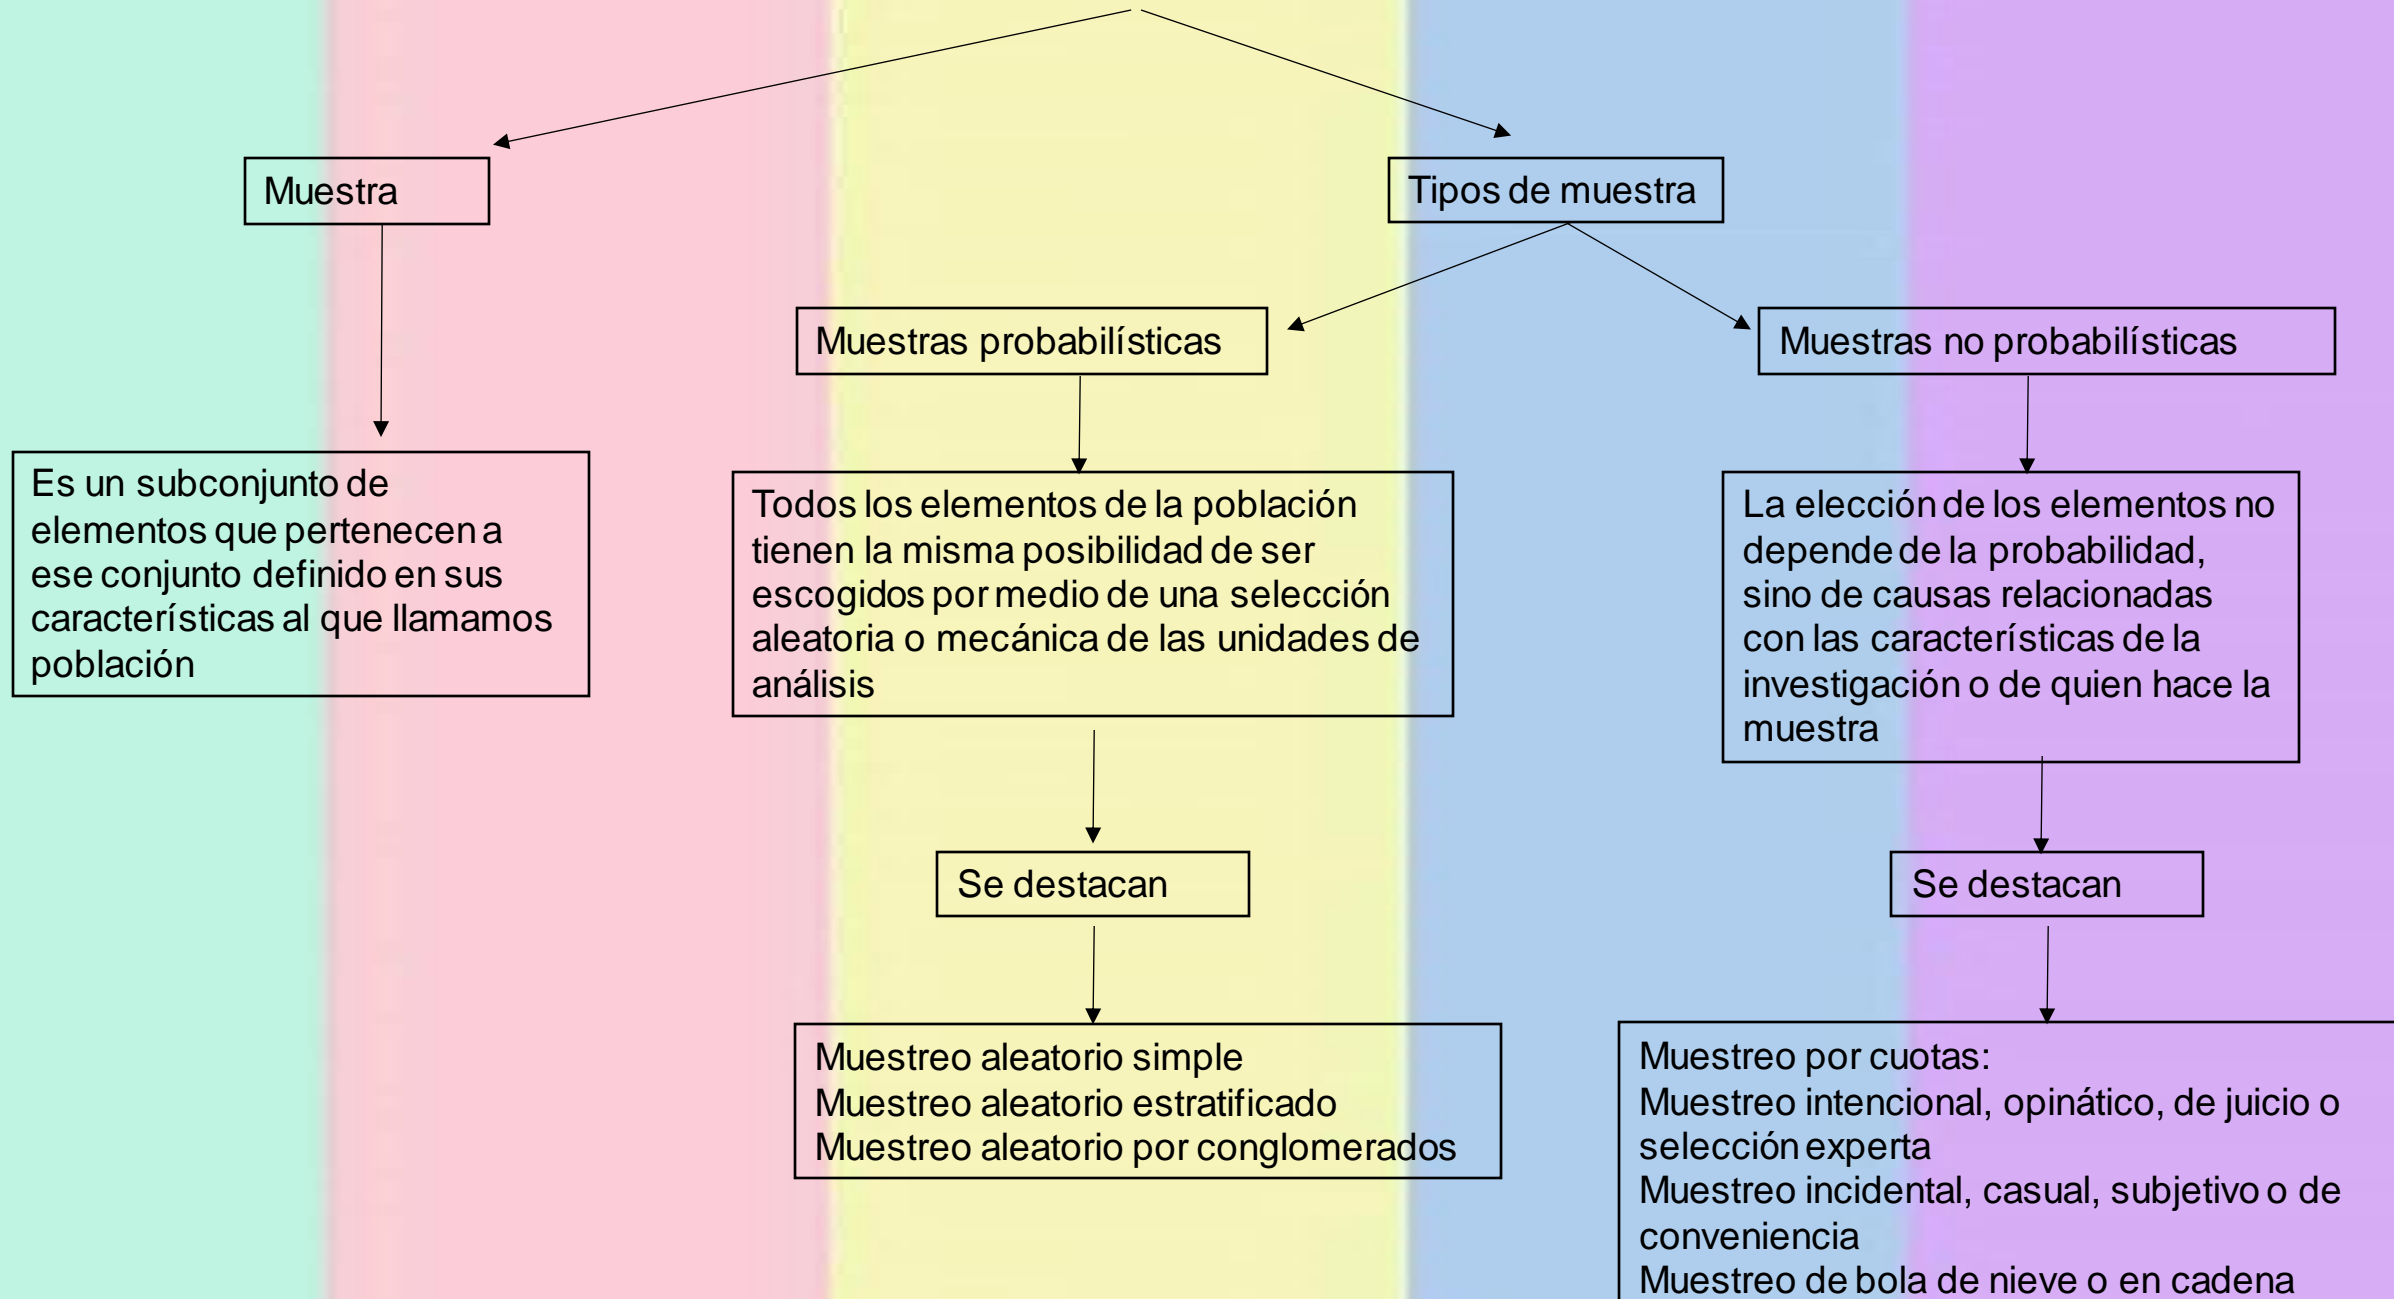 Muestra
Tipos de muestra
Muestras probabilísticas
Muestras no probabilísticas
Es un subconjunto de
elementos que pertenecen a
ese conjunto definido en sus
características al que llamamos
población
Todos los elementos de la población
tienen la misma posibilidad de ser
escogidos por medio de una selección
aleatoria o mecánica de las unidades de
análisis
La elección de los elementos no
depende de la probabilidad,
sino de causas relacionadas
con las características de la
investigación o de quien hace la
muestra
Se destacan
Se destacan
Muestreo aleatorio simple
Muestreo aleatorio estratificado
Muestreo aleatorio por conglomerados
Muestreo por cuotas:
Muestreo intencional, opinático, de juicio o
selección experta
Muestreo incidental, casual, subjetivo o de
conveniencia
Muestreo de bola de nieve o en cadena